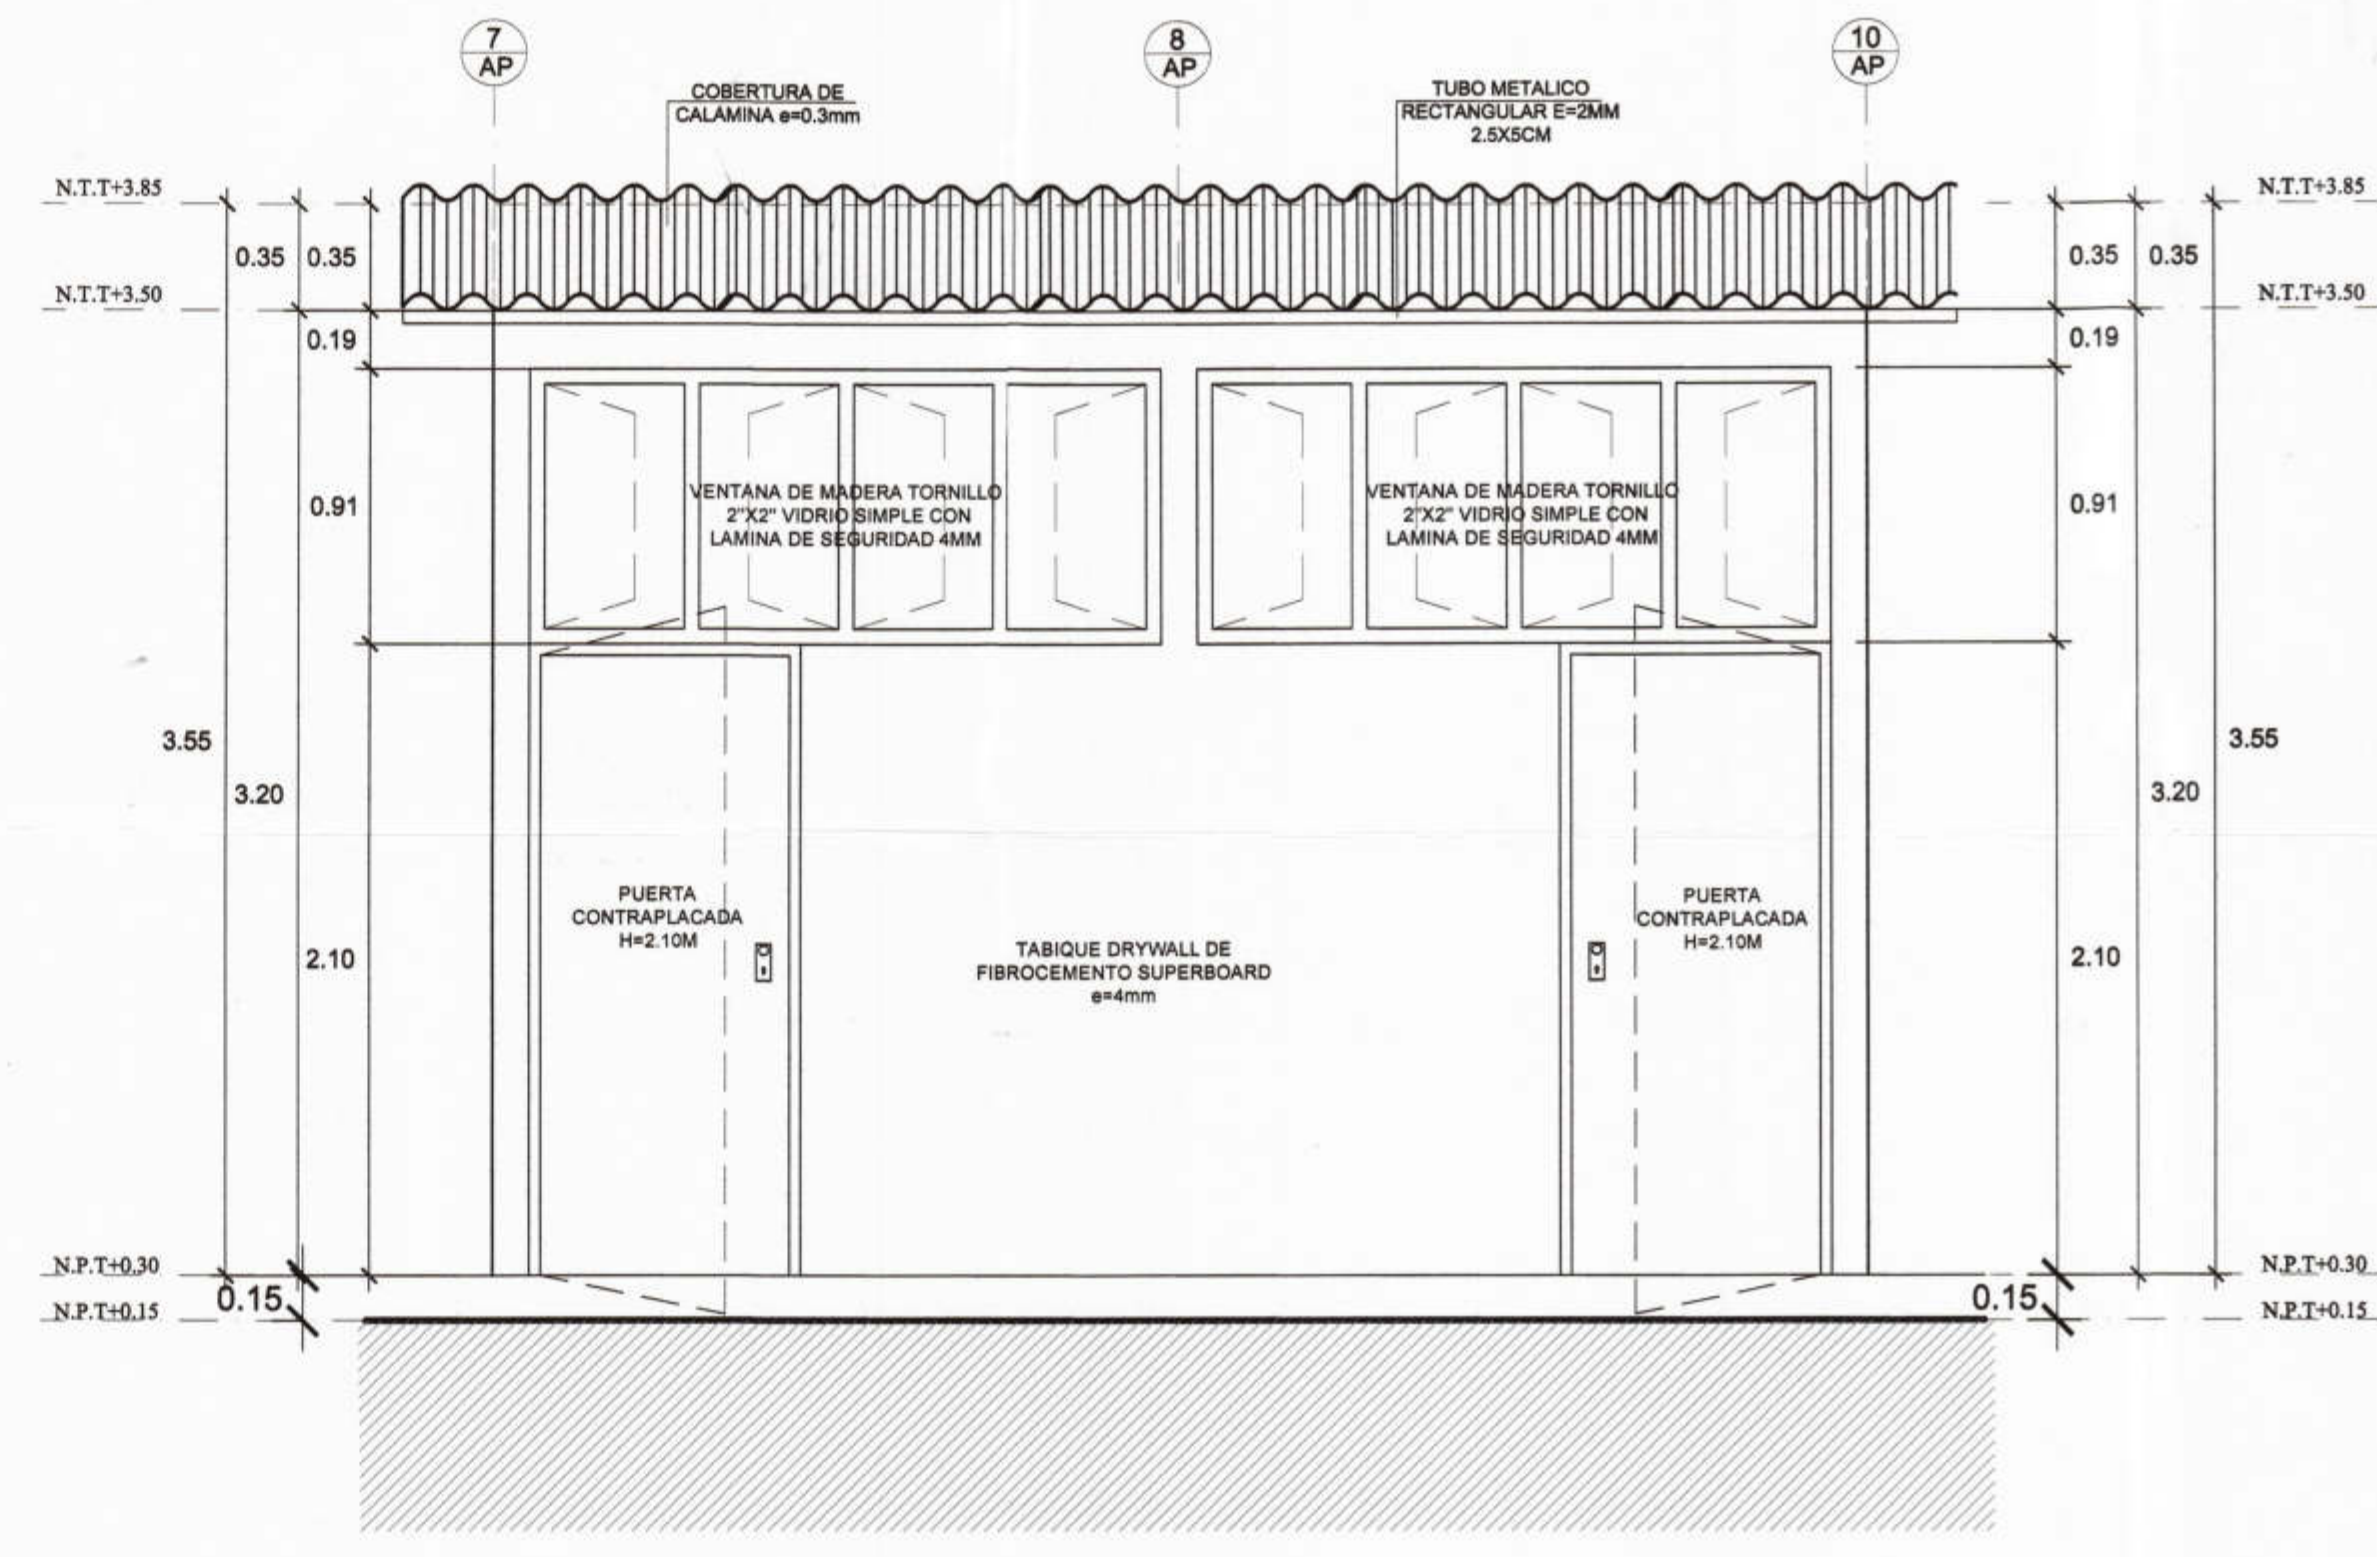 7
AP
8
AP
10
AP
COBERTURA DE
CALAMINA e=0.3mm
TUBO METALICO
RECTANGULAR E=2MM
2.5X5CM
N.T.T+3.85
N.T.T+3.85
0.35
0.35
0.35
0.35
N.T.T+3.50
N.T.T+3.50
0.19
0.19
0.91
VENTANA DE MADERA TORNILLO
2"X2" VIDRIO SIMPLE CON
LAMINA DE SEGURIDAD 4MM
VENTANA DE MADERA TORNILLO
2"X2" VIDRIO SIMPLE CON
LAMINA DE SEGURIDAD 4MM
0.91
3.55
3.20
3.55
3.20
2.10
PUERTA
CONTRAPLACADA
H=2.10M
TABIQUE DRYWALL DE
FIBROCEMENTO SUPERBOARD
e=4mm
PUERTA
CONTRAPLACADA
H=2.10M
2.10
N.P.T+0.30
N.P.T+0.30
0.15
0.15
N.P.T+0.15
N.P.T+0.15